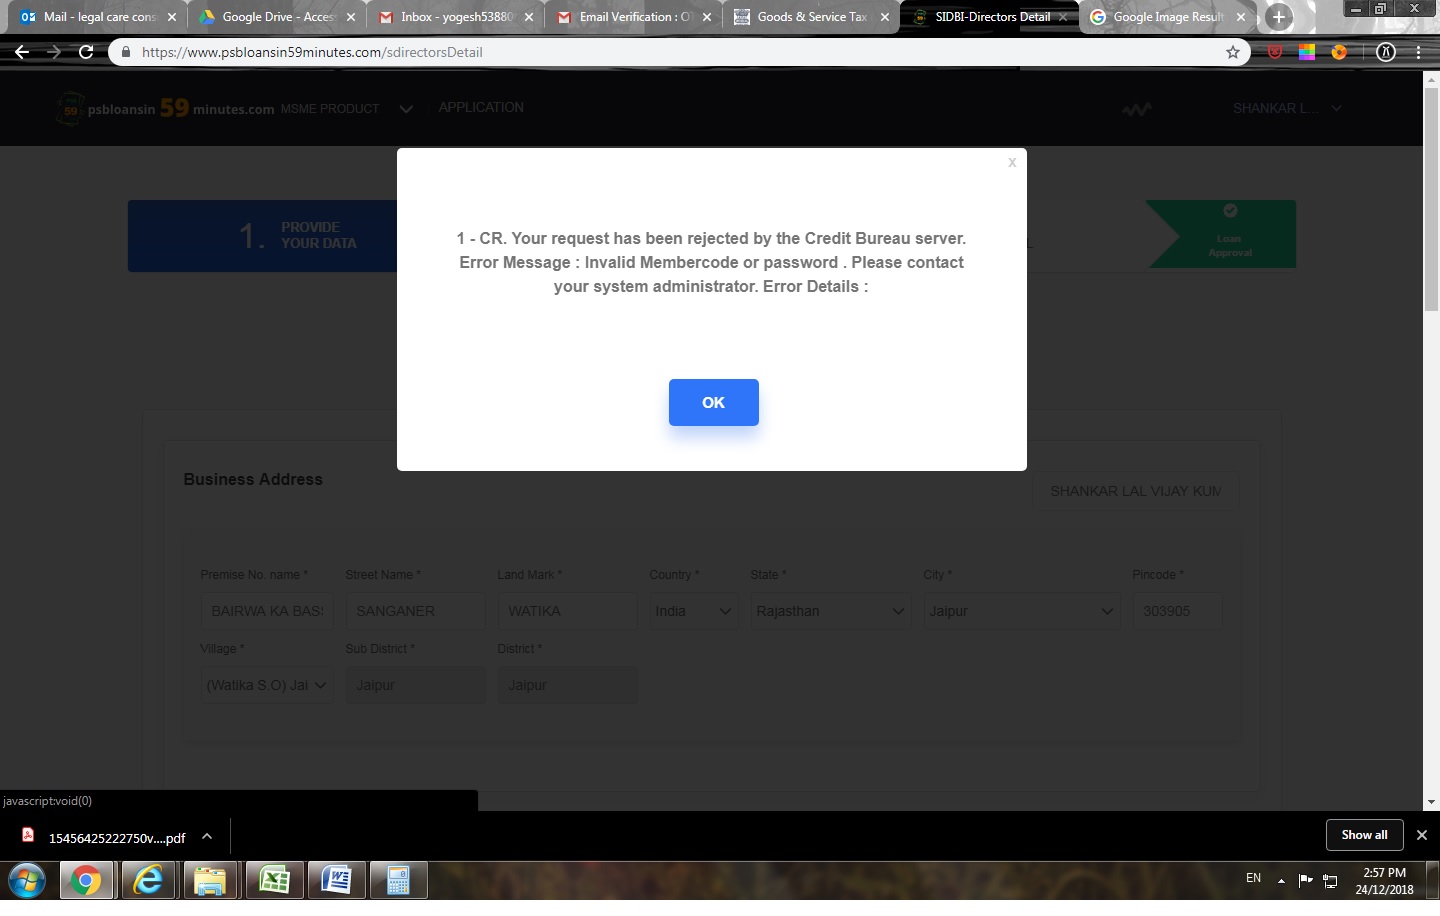 Mail - legal care cons
Google Drive - Acces
Inbox - yogesh53880
Email Verification : OT
Goods & Service Tax
SIDBI-Directors Detail
Google Image Result
https://www.psbloansin59minutes.com/sdirectorsDetail
psbloansin 59 minutes.com
MSME PRODUCT
APPLICATION
SHANKAR L...
x
1. PROVIDE
YOUR DATA
Loan
Approval
1 - CR. Your request has been rejected by the Credit Bureau server.
Error Message : Invalid Membercode or password . Please contact
your system administrator. Error Details :
OK
Business Address
SHANKAR LAL VIJAY KUM
Premise No. name * Street Name * Land Mark * Country * State * City * Pincode *
BAIRWA KA BAS SANGANER WATIKA India Rajasthan Jaipur 303905
Village * Sub District * District *
(Watika S.O) Jai Jaipur Jaipur
javascript:void(0)
15456425222750v....pdf
Show all
EN
2:57 PM
24/12/2018